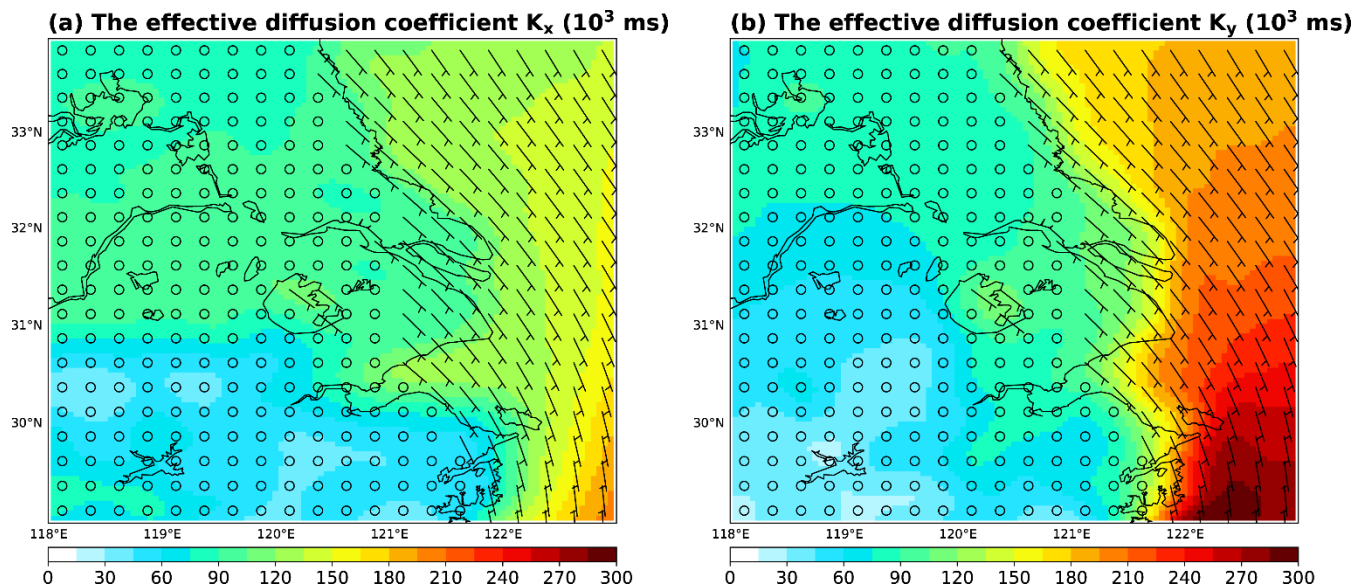 (a) The effective diffusion coefficient Kₓ (10³ ms)
33°N
32°N
31°N
30°N
118°E
119°E
120°E
121°E
122°E
0 30 60 90 120 150 180 210 240 270 300
(b) The effective diffusion coefficient Kᵧ (10³ ms)
33°N
32°N
31°N
30°N
118°E
119°E
120°E
121°E
122°E
0 30 60 90 120 150 180 210 240 270 300